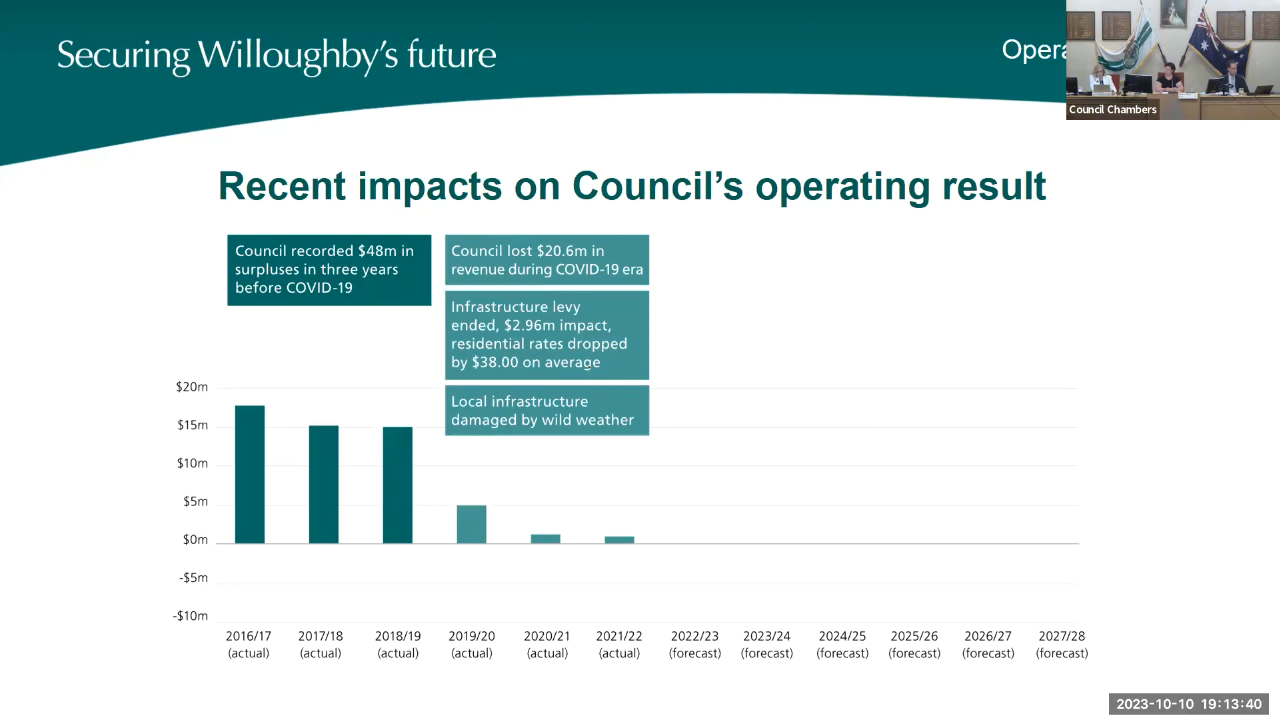 Securing Willoughby's future
Opera
Council Chambers
Recent impacts on Council's operating result
Council recorded $48m in
surpluses in three years
before COVID-19
Council lost $20.6m in
revenue during COVID-19 era
Infrastructure levy
ended, $2.96m impact,
residential rates dropped
by $38.00 on average
Local infrastructure
damaged by wild weather
$20m
$15m
$10m
$5m
$0m
-$5m
-$10m
2016/17 2017/18 2018/19 2019/20 2020/21 2021/22 2022/23 2023/24 2024/25 2025/26 2026/27 2027/28
(actual) (actual) (actual) (actual) (actual) (actual) (forecast) (forecast) (forecast) (forecast) (forecast) (forecast)
2023-10-10 19:13:40